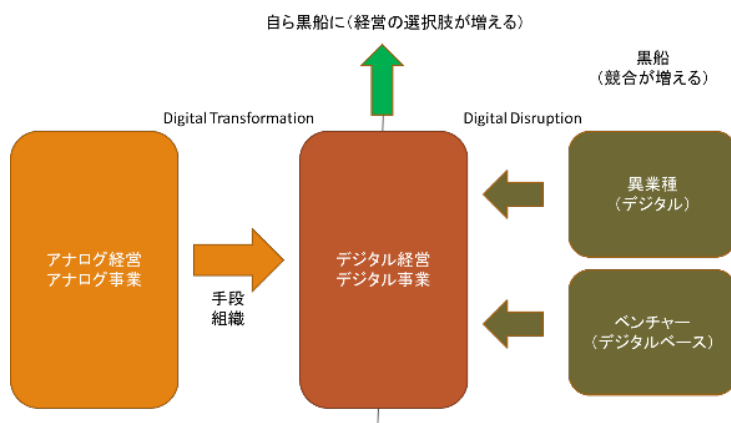 自ら黒船に（経営の選択肢が増える）
黒船
（競合が増える）
Digital Transformation
Digital Disruption
アナログ経営
アナログ事業
手段
組織
デジタル経営
デジタル事業
異業種
（デジタル）
ベンチャー
（デジタルベース）